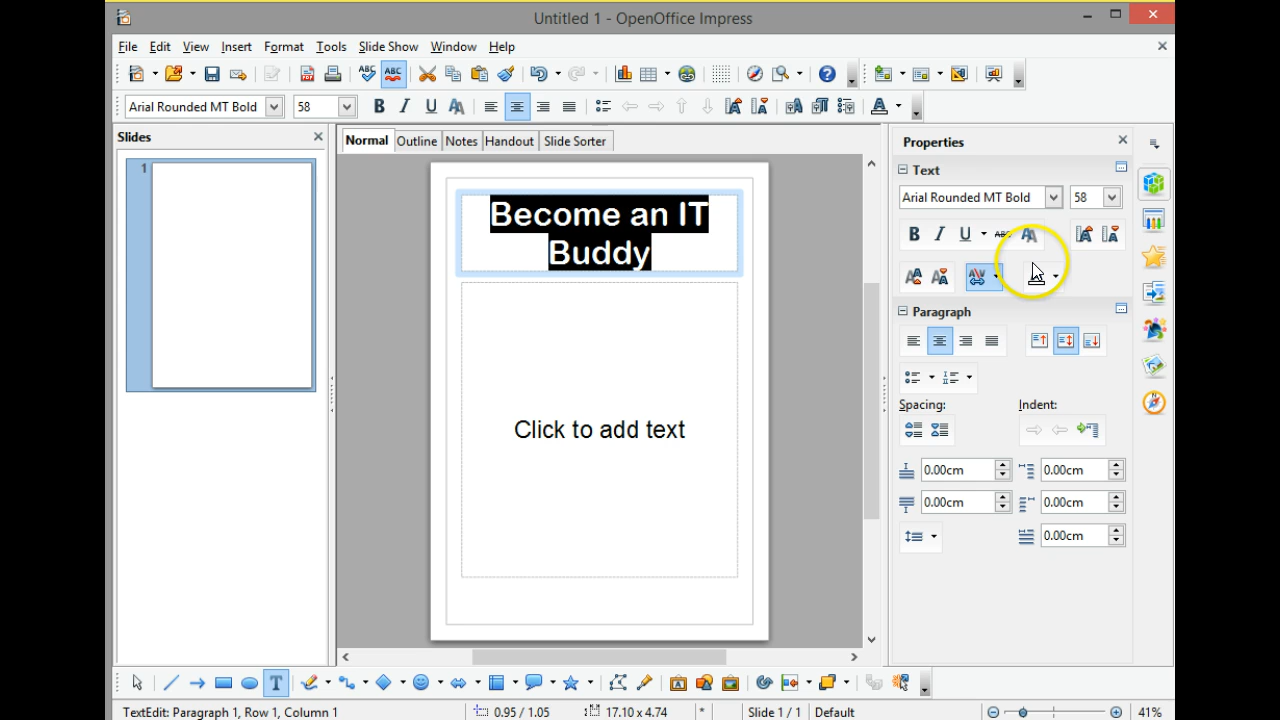 Untitled 1 - OpenOffice Impress
File Edit View Insert Format Tools Slide Show Window Help
ABC ABC
Arial Rounded MT Bold 58
Slides
Normal Outline Notes Handout Slide Sorter
Properties
1
Text
Arial Rounded MT Bold 58
Become an IT
Buddy
Paragraph
Spacing: Indent:
Click to add text
0.00cm 0.00cm
0.00cm 0.00cm
0.00cm
TextEdit: Paragraph 1, Row 1, Column 1 0.95 / 1.05 17.10 x 4.74 * Slide 1 / 1 Default 41%